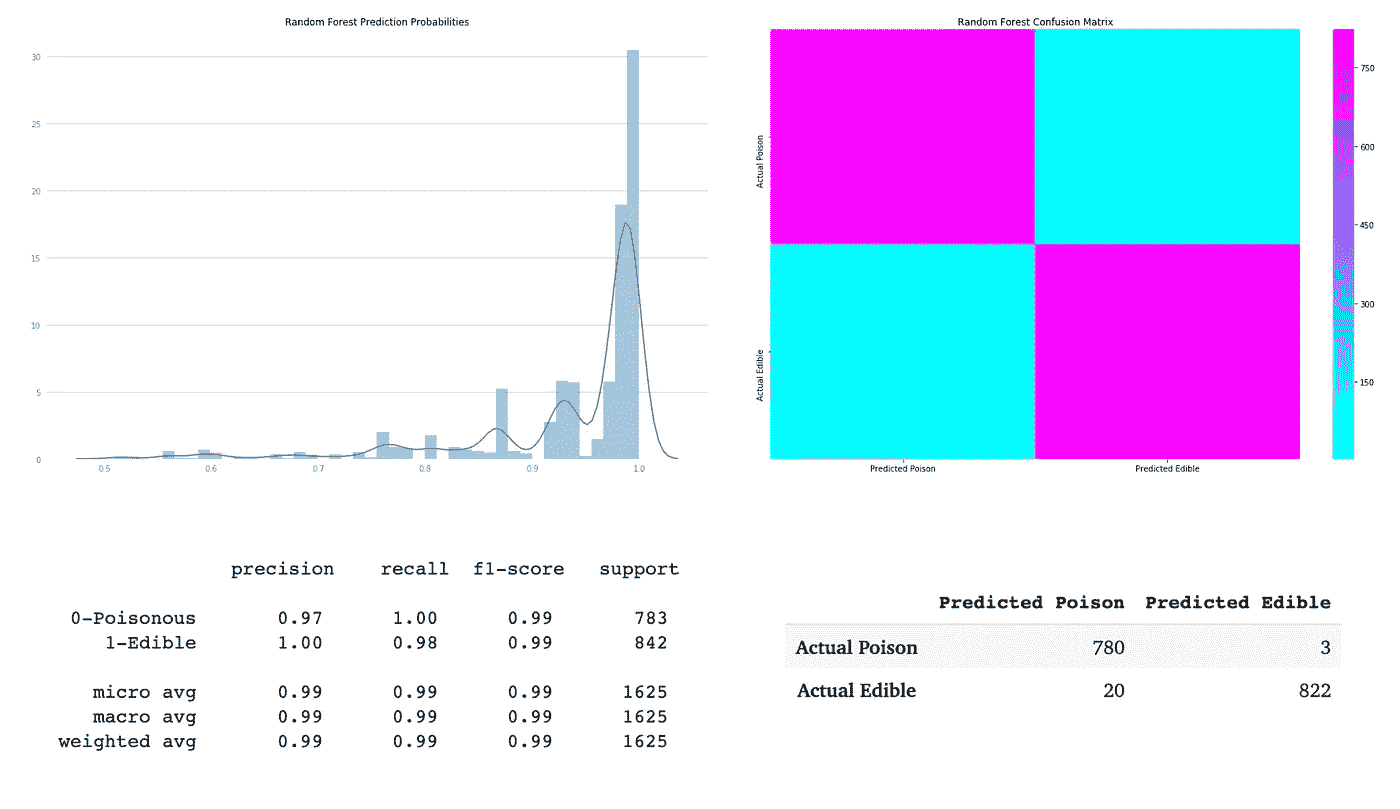 Random Forest Prediction Probabilities
30
25
20
15
10
5
0
0.5 0.6 0.7 0.8 0.9 1.0
Random Forest Confusion Matrix
Actual Poison
Actual Edible
Predicted Poison Predicted Edible
750
600
450
300
150
precision recall f1-score support
0-Poisonous 0.97 1.00 0.99 783
1-Edible 1.00 0.98 0.99 842
micro avg 0.99 0.99 0.99 1625
macro avg 0.99 0.99 0.99 1625
weighted avg 0.99 0.99 0.99 1625
Predicted Poison Predicted Edible
Actual Poison 780 3
Actual Edible 20 822